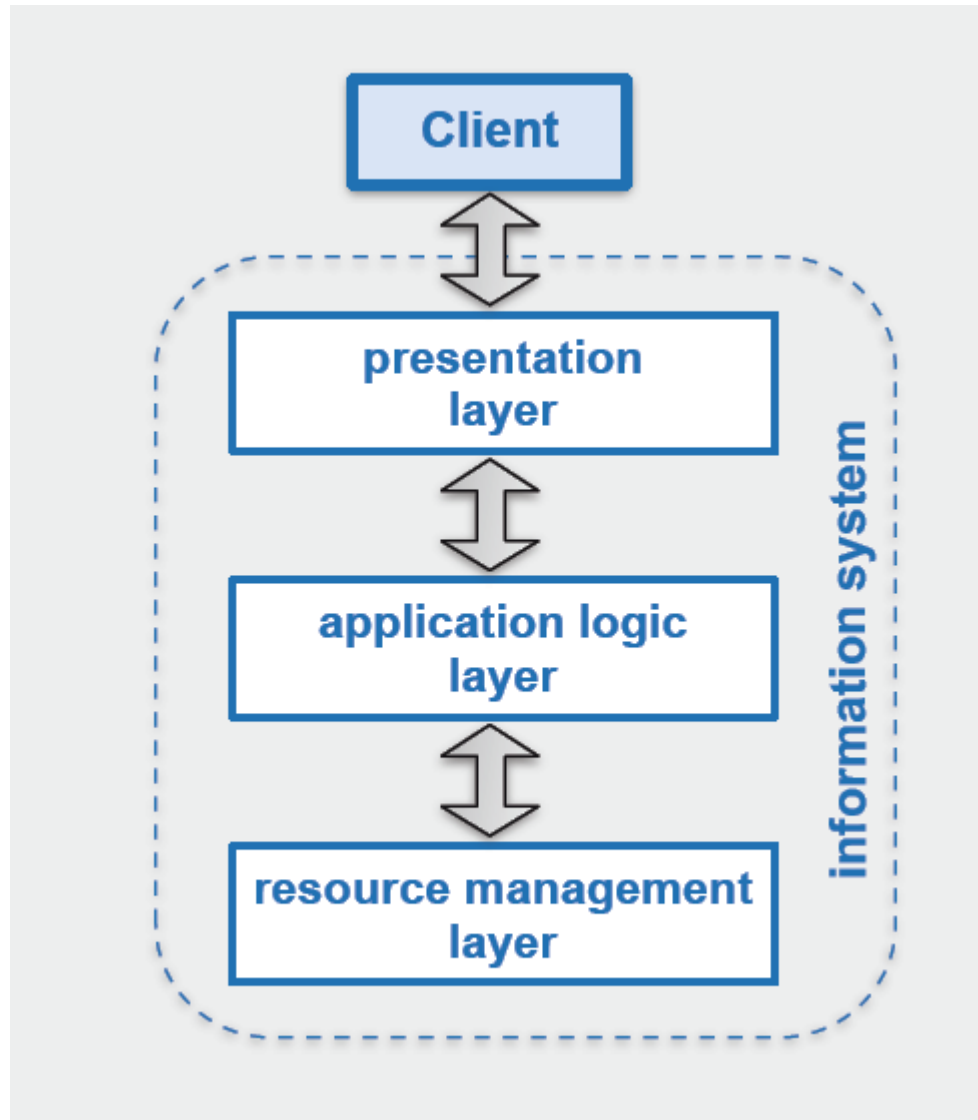 Client
presentation
layer
application logic
layer
resource management
layer
information system